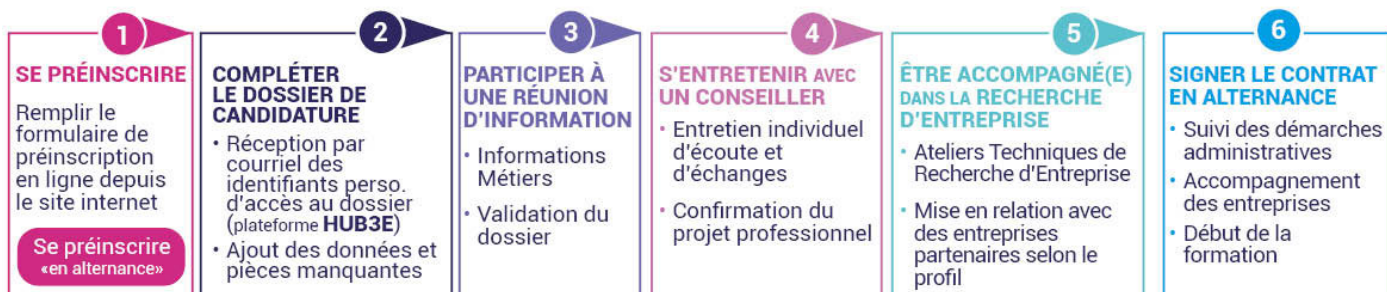 1
SE PRÉINSCRIRE
Remplir le
formulaire de
préinscription
en ligne depuis
le site internet
Se préinscrire
«en alternance»
2
COMPLÉTER
LE DOSSIER DE
CANDIDATURE
• Réception par
courriel des
identifiants perso.
d'accès au dossier
(plateforme HUB3E)
• Ajout des données et
pièces manquantes
3
PARTICIPER À
UNE RÉUNION
D'INFORMATION
• Informations
Métiers
• Validation du
dossier
4
S'ENTRETENIR AVEC
UN CONSEILLER
• Entretien individuel
d'écoute et
d'échanges
• Confirmation du
projet professionnel
5
ÊTRE ACCOMPAGNÉ(E)
DANS LA RECHERCHE
D'ENTREPRISE
• Ateliers Techniques de
Recherche d'Entreprise
• Mise en relation avec
des entreprises
partenaires selon le
profil
6
SIGNER LE CONTRAT
EN ALTERNANCE
• Suivi des démarches
administratives
• Accompagnement
des entreprises
• Début de la
formation